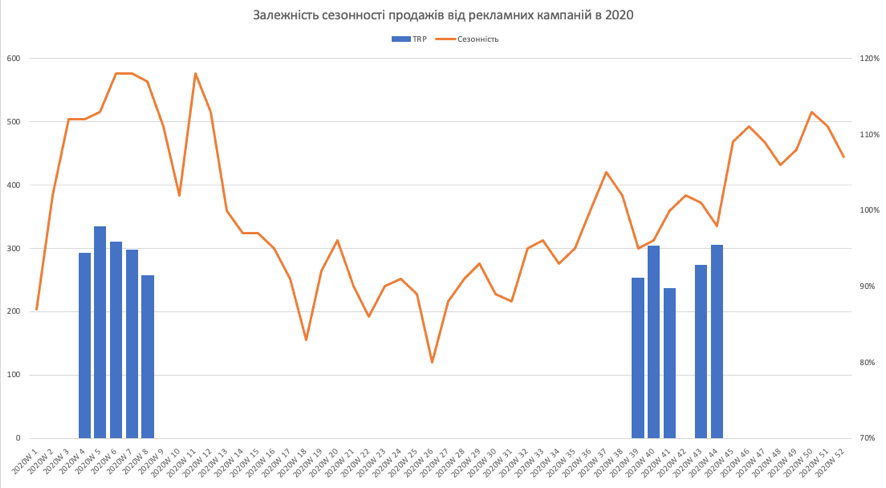 Залежність сезонності продажів від рекламних кампаній в 2020
TRP Сезонність
600
500
400
300
200
100
0
120%
110%
100%
90%
80%
70%
2020W 1
2020W 2
2020W 3
2020W 4
2020W 5
2020W 6
2020W 7
2020W 8
2020W 9
2020W 10
2020W 11
2020W 12
2020W 13
2020W 14
2020W 15
2020W 16
2020W 17
2020W 18
2020W 19
2020W 20
2020W 21
2020W 22
2020W 23
2020W 24
2020W 25
2020W 26
2020W 27
2020W 28
2020W 29
2020W 30
2020W 31
2020W 32
2020W 33
2020W 34
2020W 35
2020W 36
2020W 37
2020W 38
2020W 39
2020W 40
2020W 41
2020W 42
2020W 43
2020W 44
2020W 45
2020W 46
2020W 47
2020W 48
2020W 49
2020W 50
2020W 51
2020W 52